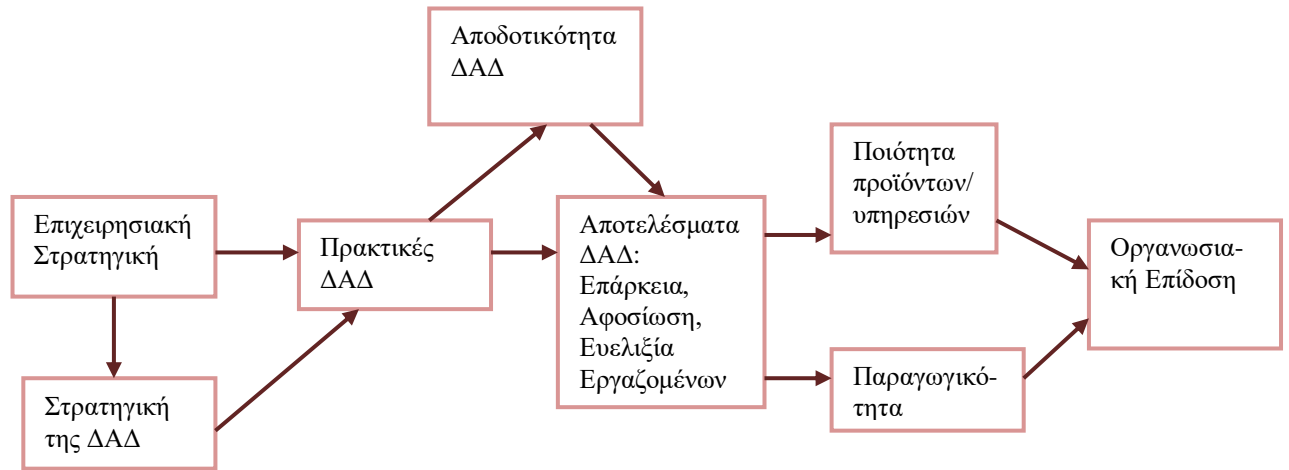 Αποδοτικότητα
ΔΑΔ
Επιχειρησιακή
Στρατηγική
Στρατηγική
της ΔΑΔ
Πρακτικές
ΔΑΔ
Αποτελέσματα
ΔΑΔ:
Επάρκεια,
Αφοσίωση,
Ευελιξία
Εργαζομένων
Ποιότητα
προϊόντων/
υπηρεσιών
Παραγωγικό-
τητα
Οργανωσια-
κή Επίδοση